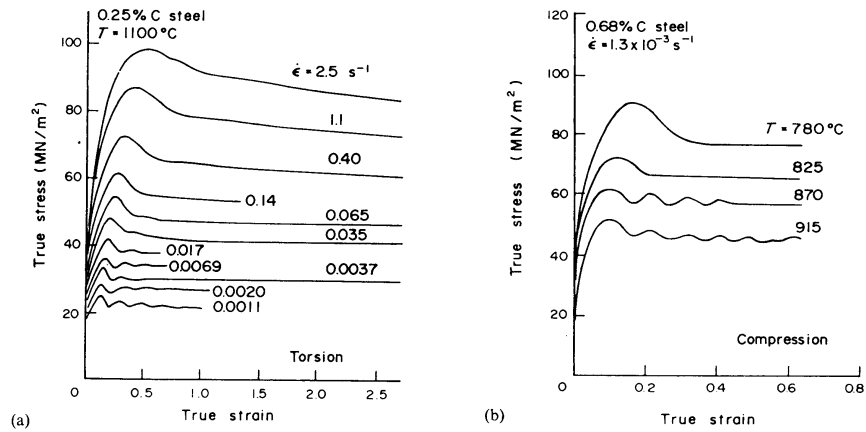 0.25% C steel
T = 1100 °C
ε̇ = 2.5 s⁻¹
1.1
0.40
0.14
0.065
0.035
0.017
0.0069
0.0037
0.0020
0.0011
Torsion
100
80
60
40
20
0
0.5
1.0
1.5
2.0
2.5
True stress (MN/m²)
True strain
(a)
0.68% C steel
ε̇ = 1.3 x 10⁻³ s⁻¹
T = 780 °C
825
870
915
Compression
120
100
80
60
40
20
0
0.2
0.4
0.6
0.8
True stress (MN/m²)
True strain
(b)